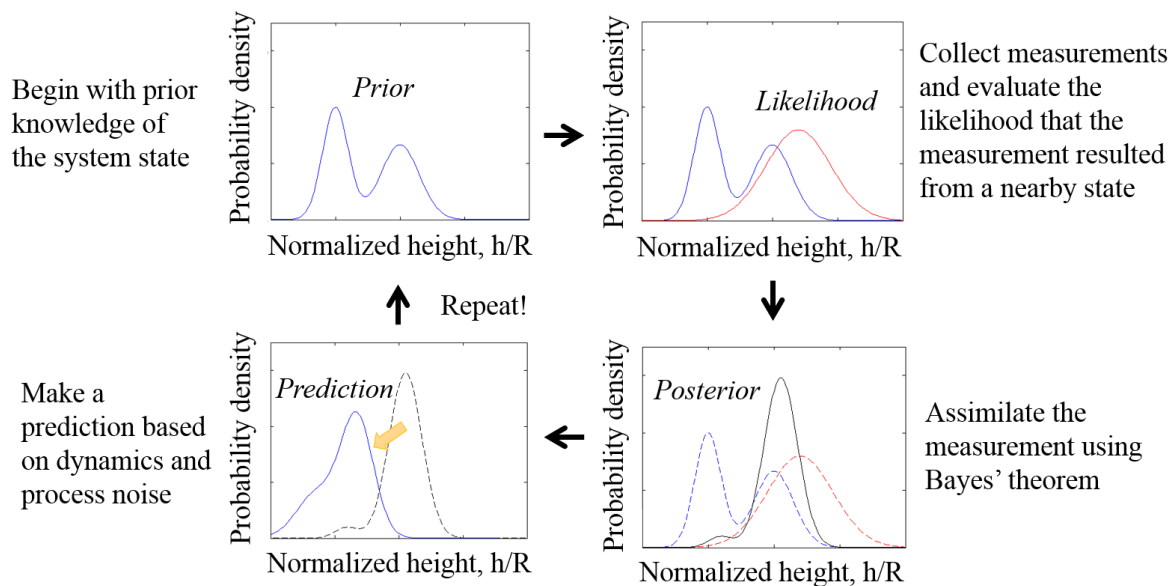 Begin with prior
knowledge of
the system state
Probability density
Prior
Normalized height, h/R
Probability density
Likelihood
Normalized height, h/R
Collect measurements
and evaluate the
likelihood that the
measurement resulted
from a nearby state
Repeat!
Make a
prediction based
on dynamics and
process noise
Probability density
Prediction
Normalized height, h/R
Probability density
Posterior
Normalized height, h/R
Assimilate the
measurement using
Bayes’ theorem